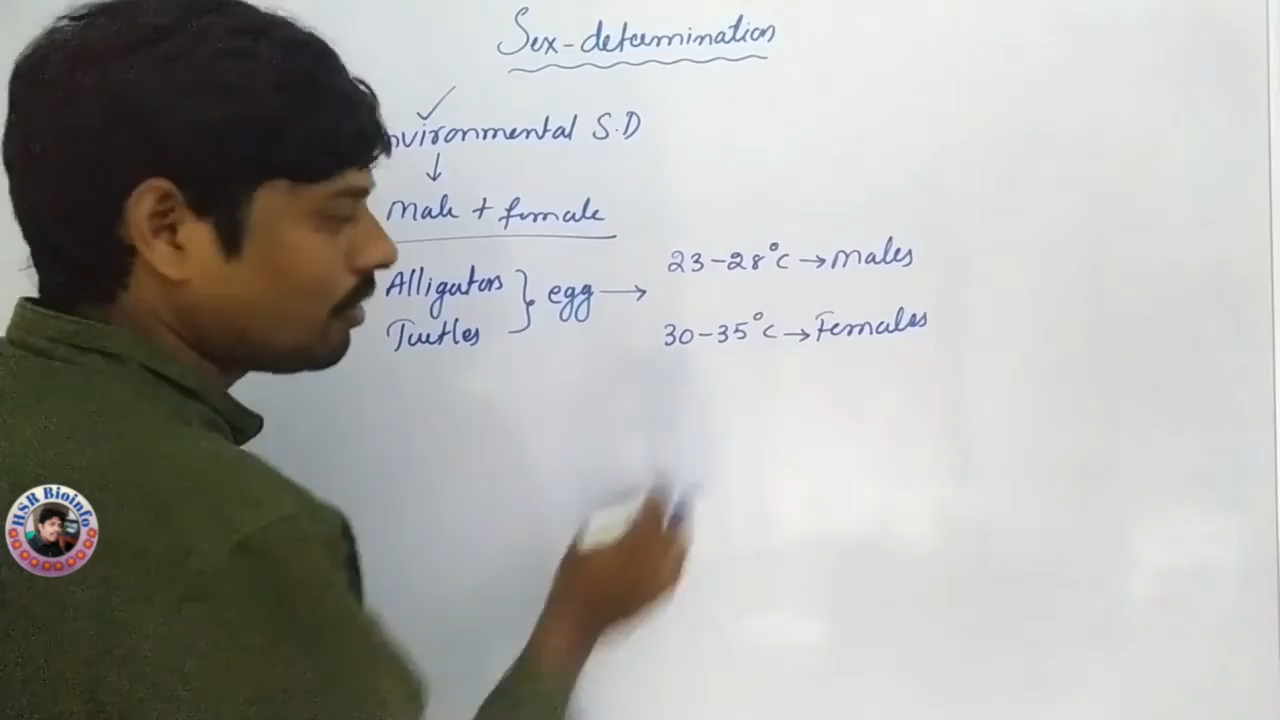 Sex-determination
nvironmental S.D
Male + female
Alligators
Turtles
egg
23-28°C → males
30-35°C → Females
HSR Bioinfo